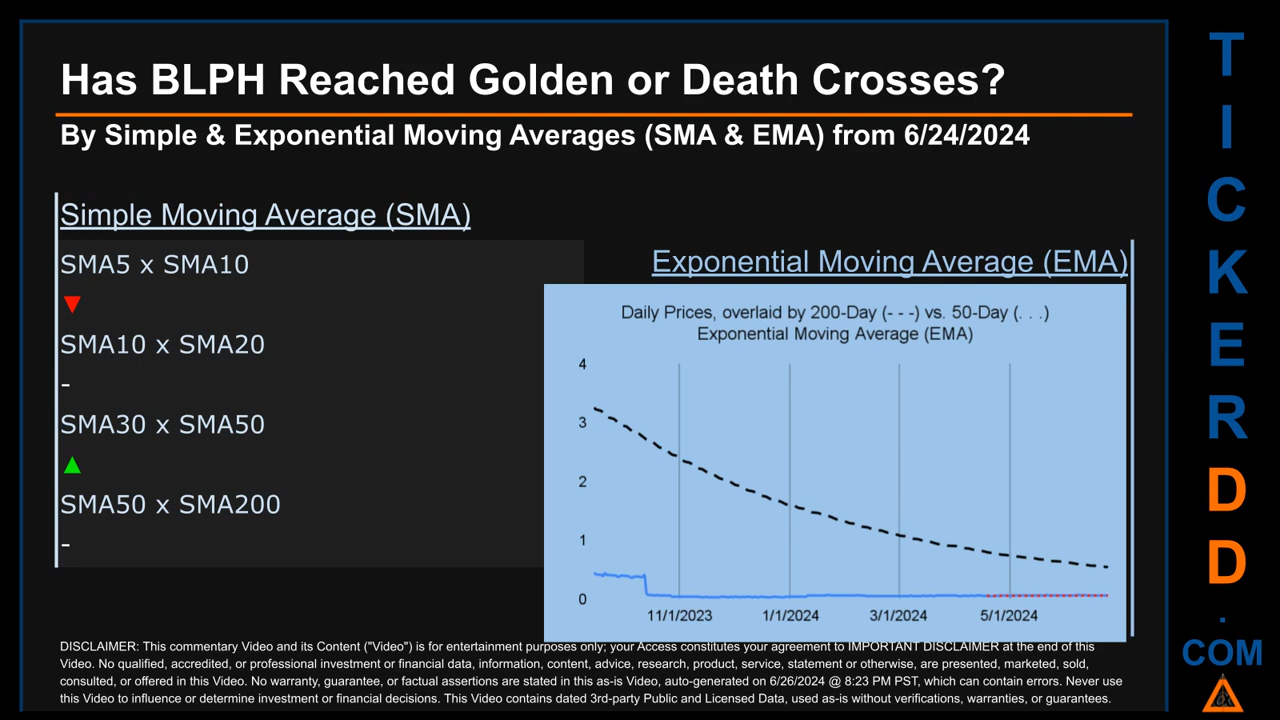 Has BLPH Reached Golden or Death Crosses?
By Simple & Exponential Moving Averages (SMA & EMA) from 6/24/2024
Simple Moving Average (SMA)
SMA5 x SMA10
▼
SMA10 x SMA20
-
SMA30 x SMA50
▲
SMA50 x SMA200
-
Exponential Moving Average (EMA)
Daily Prices, overlaid by 200-Day (- - -) vs. 50-Day (. . .)
Exponential Moving Average (EMA)
4
3
2
1
0
11/1/2023 1/1/2024 3/1/2024 5/1/2024
DISCLAIMER: This commentary Video and its Content ("Video") is for entertainment purposes only; your Access constitutes your agreement to IMPORTANT DISCLAIMER at the end of this
Video. No qualified, accredited, or professional investment or financial data, information, content, advice, research, product, service, statement or otherwise, are presented, marketed, sold,
consulted, or offered in this Video. No warranty, guarantee, or factual assertions are stated in this as-is Video, auto-generated on 6/26/2024 @ 8:23 PM PST, which can contain errors. Never use
this Video to influence or determine investment or financial decisions. This Video contains dated 3rd-party Public and Licensed Data, used as-is without verifications, warranties, or guarantees.
T
I
C
K
E
R
D
D
.
COM